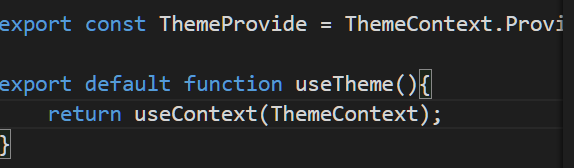 export const ThemeProvide = ThemeContext.Provi
export default function useTheme(){
return useContext(ThemeContext);
}